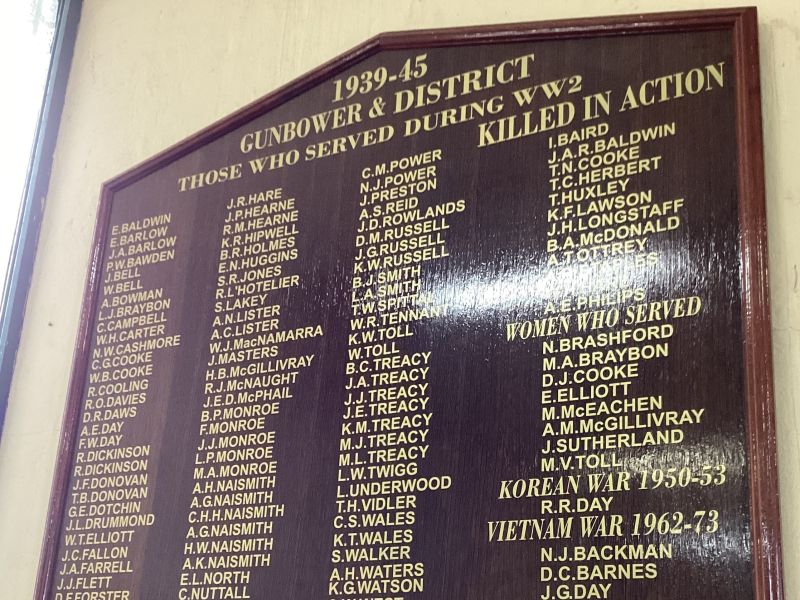 1939-45
GUNBOWER & DISTRICT
THOSE WHO SERVED DURING WW2
E.BALDWIN
E.BARLOW
J.A.BARLOW
P.W.BAWDEN
J.BELL
W.BELL
A.BOWMAN
L.J.BRAYBON
C.CAMPBELL
W.H.CARTER
N.W.CASHMORE
C.G.COOKE
W.B.COOKE
R.COOLING
R.O.DAVIES
D.R.DAWS
A.E.DAY
F.W.DAY
R.DICKINSON
R.DICKINSON
J.F.DONOVAN
T.B.DONOVAN
G.E.DOTCHIN
J.L.DRUMMOND
W.T.ELLIOTT
J.C.FALLON
J.A.FARRELL
J.J.FLETT
D.F.FORSTER
J.R.HARE
J.P.HEARNE
R.M.HEARNE
K.R.HIPWELL
B.R.HOLMES
E.N.HUGGINS
S.R.JONES
R.L'HOTELIER
S.LAKEY
A.N.LISTER
A.C.LISTER
W.J.MacNAMARRA
J.MASTERS
H.B.McGILLIVRAY
R.J.McNAUGHT
J.E.D.McPHAIL
B.P.MONROE
F.MONROE
J.J.MONROE
L.P.MONROE
M.A.MONROE
A.H.NAISMITH
A.G.NAISMITH
C.H.H.NAISMITH
A.G.NAISMITH
H.W.NAISMITH
A.K.NAISMITH
E.L.NORTH
C.NUTTALL
C.M.POWER
N.J.POWER
J.PRESTON
A.S.REID
J.D.ROWLANDS
D.M.RUSSELL
J.G.RUSSELL
K.W.RUSSELL
B.J.SMITH
L.A.SMITH
T.W.SPITTAL
W.R.TENNANT
K.W.TOLL
W.TOLL
B.C.TREACY
J.A.TREACY
J.J.TREACY
J.E.TREACY
K.M.TREACY
M.J.TREACY
M.L.TREACY
L.W.TWIGG
L.UNDERWOOD
T.H.VIDLER
C.S.WALES
K.T.WALES
S.WALKER
A.H.WATERS
K.G.WATSON
KILLED IN ACTION
I.BAIRD
J.A.R.BALDWIN
T.N.COOKE
T.C.HERBERT
T.HUXLEY
K.F.LAWSON
J.H.LONGSTAFF
B.A.McDONALD
A.T.OTTREY
A.E.PHILIPS
WOMEN WHO SERVED
N.BRASHFORD
M.A.BRAYBON
D.J.COOKE
E.ELLIOTT
M.McEACHEN
A.M.McGILLIVRAY
J.SUTHERLAND
M.V.TOLL
KOREAN WAR 1950-53
R.R.DAY
VIETNAM WAR 1962-73
N.J.BACKMAN
D.C.BARNES
J.G.DAY